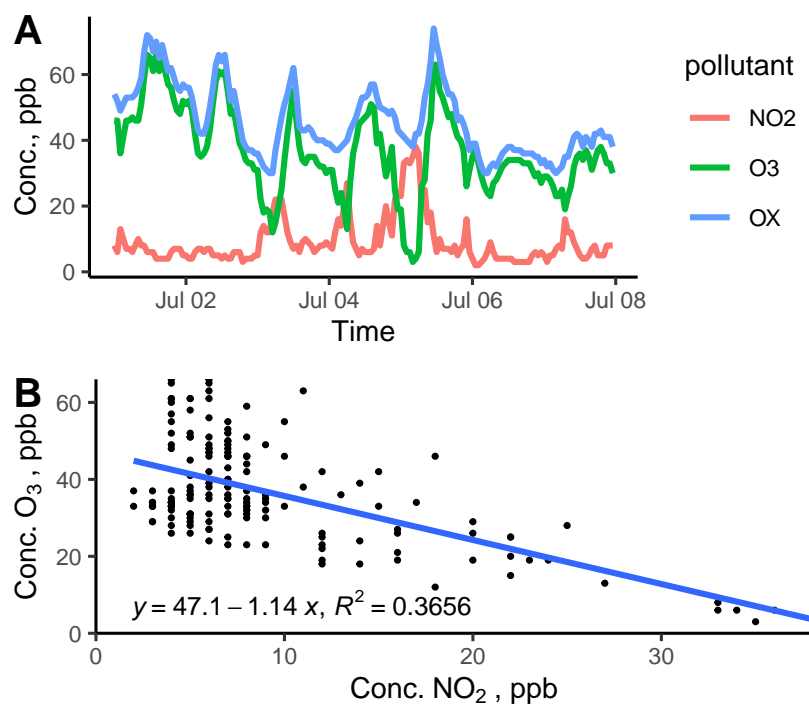 A
Conc., ppb
60
40
20
0
Jul 02
Jul 04
Jul 06
Jul 08
Time
pollutant
NO2
O3
OX
B
Conc. O₃ , ppb
60
40
20
0
y = 47.1 − 1.14 x, R² = 0.3656
0
10
20
30
Conc. NO₂ , ppb